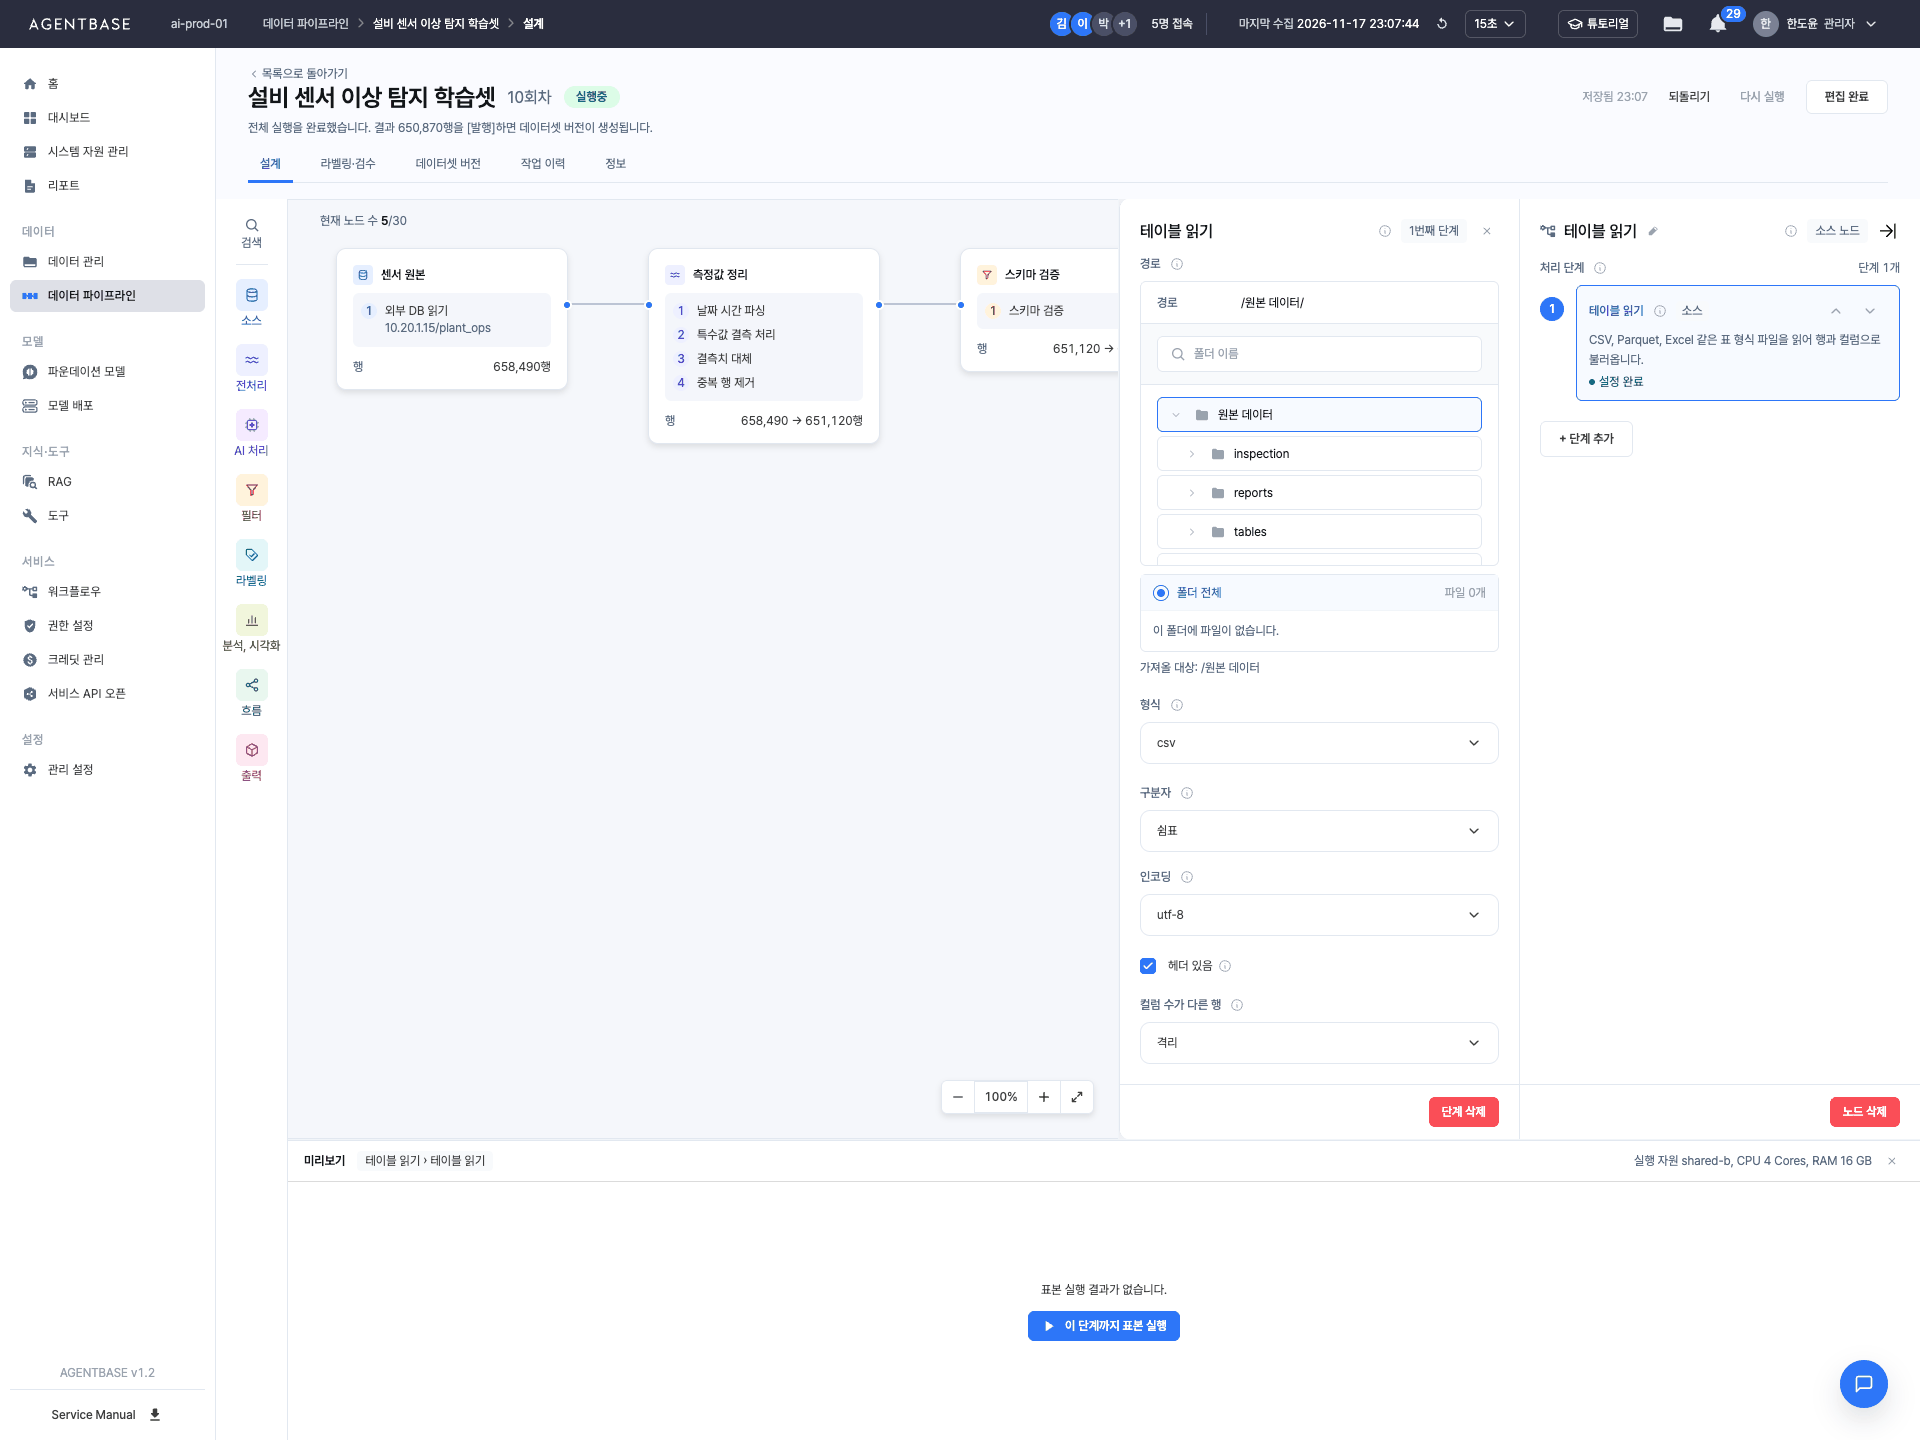 AGENTBASE
ai-prod-01
데이터 파이프라인
설비 센서 이상 탐지 학습셋
설계
김
이
박
+1
5명 접속
마지막 수집 2026-11-17 23:07:44
15초
튜토리얼
29
한
한도윤 관리자
홈
대시보드
시스템 자원 관리
리포트
데이터
데이터 관리
데이터 파이프라인
모델
파운데이션 모델
모델 배포
지식·도구
RAG
도구
서비스
워크플로우
권한 설정
크레딧 관리
서비스 API 오픈
설정
관리 설정
AGENTBASE v1.2
Service Manual
목록으로 돌아가기
설비 센서 이상 탐지 학습셋 10회차 실행중
전체 실행을 완료했습니다. 결과 650,870행을 [발행]하면 데이터셋 버전이 생성됩니다.
저장됨 23:07
되돌리기
다시 실행
편집 완료
설계
라벨링·검수
데이터셋 버전
작업 이력
정보
검색
소스
전처리
AI 처리
필터
라벨링
분석, 시각화
흐름
출력
현재 노드 수 5/30
센서 원본
1 외부 DB 읽기
10.20.1.15/plant_ops
행 658,490행
측정값 정리
1 날짜 시간 파싱
2 특수값 결측 처리
3 결측치 대체
4 중복 행 제거
행 658,490 → 651,120행
스키마 검증
1 스키마 검증
행 651,120 →
100%
테이블 읽기
1번째 단계
경로
경로 /원본 데이터/
폴더 이름
원본 데이터
inspection
reports
tables
폴더 전체
파일 0개
이 폴더에 파일이 없습니다.
가져올 대상: /원본 데이터
형식
csv
구분자
쉼표
인코딩
utf-8
헤더 있음
컬럼 수가 다른 행
격리
단계 삭제
테이블 읽기
소스 노드
처리 단계
단계 1개
1
테이블 읽기 소스
CSV, Parquet, Excel 같은 표 형식 파일을 읽어 행과 컬럼으로
불러옵니다.
설정 완료
+ 단계 추가
노드 삭제
미리보기
테이블 읽기 › 테이블 읽기
실행 자원 shared-b, CPU 4 Cores, RAM 16 GB
표본 실행 결과가 없습니다.
이 단계까지 표본 실행